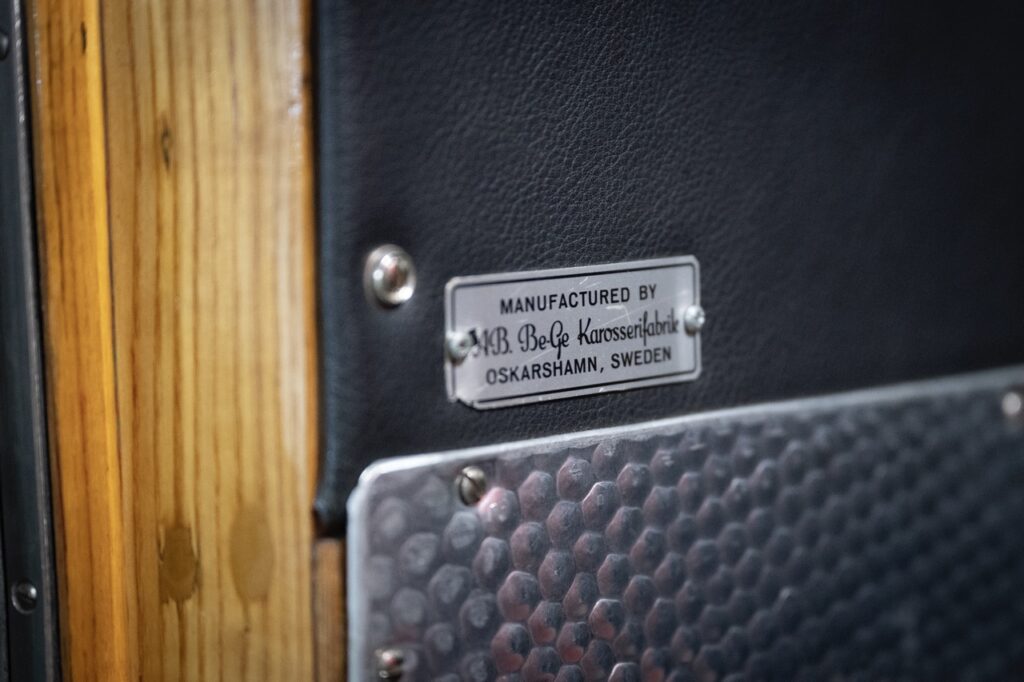 MANUFACTURED BY
AB. Be-Ge Karosserifabrik
OSKARSHAMN, SWEDEN